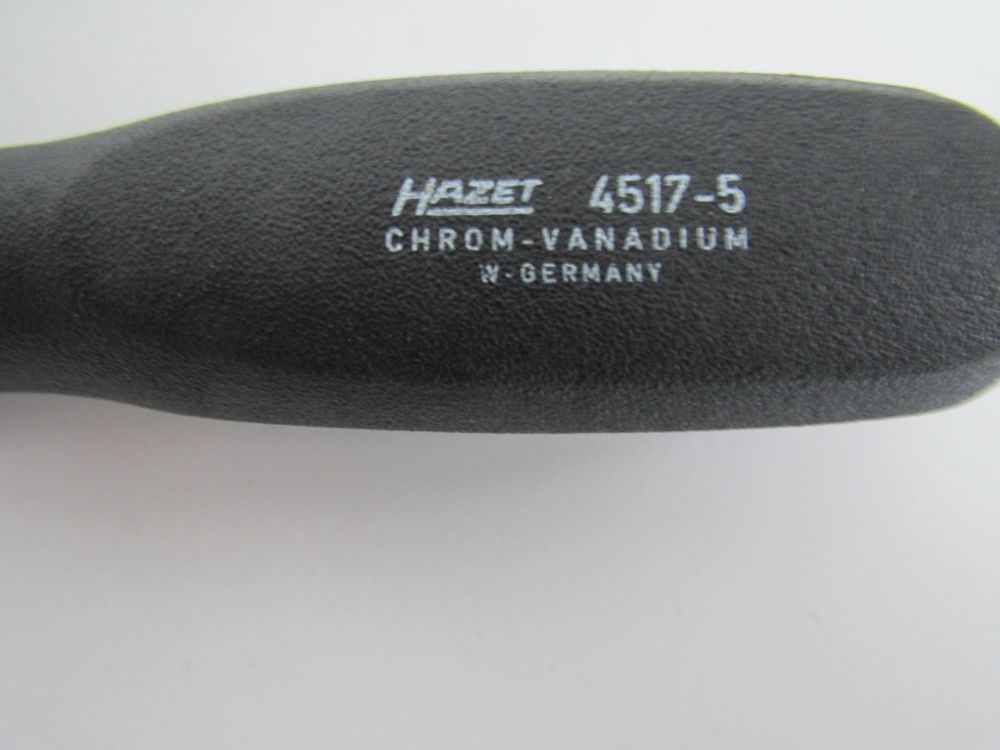 HAZET 4517-5
CHROM-VANADIUM
W-GERMANY